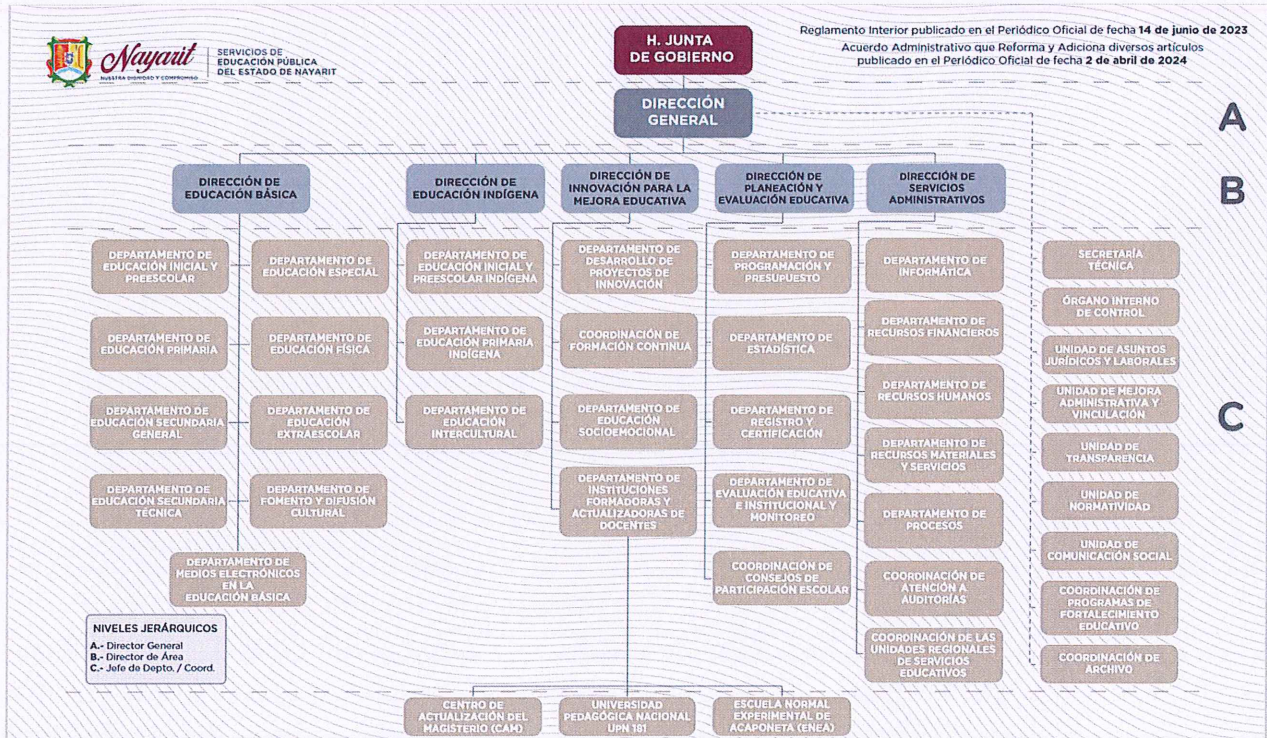 Nayarit
NUESTRA DIGNIDAD Y COMPROMISO
SERVICIOS DE
EDUCACIÓN PÚBLICA
DEL ESTADO DE NAYARIT
H. JUNTA
DE GOBIERNO
Reglamento Interior publicado en el Periódico Oficial de fecha 14 de junio de 2023
Acuerdo Administrativo que Reforma y Adiciona diversos artículos
publicado en el Periódico Oficial de fecha 2 de abril de 2024
DIRECCIÓN
GENERAL
A
DIRECCIÓN DE
EDUCACIÓN BÁSICA
DIRECCIÓN DE
EDUCACIÓN INDÍGENA
DIRECCIÓN DE
INNOVACIÓN PARA LA
MEJORA EDUCATIVA
DIRECCIÓN DE
PLANEACIÓN Y
EVALUACIÓN EDUCATIVA
DIRECCIÓN DE
SERVICIOS
ADMINISTRATIVOS
B
DEPARTAMENTO DE
EDUCACIÓN INICIAL Y
PREESCOLAR
DEPARTAMENTO DE
EDUCACIÓN ESPECIAL
DEPARTAMENTO DE
EDUCACIÓN INICIAL Y
PREESCOLAR INDÍGENA
DEPARTAMENTO DE
DESARROLLO DE
PROYECTOS DE
INNOVACIÓN
DEPARTAMENTO DE
PROGRAMACIÓN Y
PRESUPUESTO
DEPARTAMENTO DE
INFORMÁTICA
SECRETARÍA
TÉCNICA
DEPARTAMENTO DE
EDUCACIÓN PRIMARIA
DEPARTAMENTO DE
EDUCACIÓN FÍSICA
DEPARTAMENTO DE
EDUCACIÓN PRIMARIA
INDÍGENA
COORDINACIÓN DE
FORMACIÓN CONTINUA
DEPARTAMENTO DE
ESTADÍSTICA
DEPARTAMENTO DE
RECURSOS FINANCIEROS
ÓRGANO INTERNO
DE CONTROL
UNIDAD DE ASUNTOS
JURÍDICOS Y LABORALES
DEPARTAMENTO DE
EDUCACIÓN SECUNDARIA
GENERAL
DEPARTAMENTO DE
EDUCACIÓN
EXTRAESCOLAR
DEPARTAMENTO DE
EDUCACIÓN
INTERCULTURAL
DEPARTAMENTO DE
EDUCACIÓN
SOCIOEMOCIONAL
DEPARTAMENTO DE
REGISTRO Y
CERTIFICACIÓN
DEPARTAMENTO DE
RECURSOS HUMANOS
UNIDAD DE MEJORA
ADMINISTRATIVA Y
VINCULACIÓN
C
DEPARTAMENTO DE
RECURSOS MATERIALES
Y SERVICIOS
UNIDAD DE
TRANSPARENCIA
DEPARTAMENTO DE
EDUCACIÓN SECUNDARIA
TÉCNICA
DEPARTAMENTO DE
FOMENTO Y DIFUSIÓN
CULTURAL
DEPARTAMENTO DE
INSTITUCIONES
FORMADORAS Y
ACTUALIZADORAS DE
DOCENTES
DEPARTAMENTO DE
EVALUACIÓN EDUCATIVA
E INSTITUCIONAL Y
MONITOREO
DEPARTAMENTO DE
PROCESOS
UNIDAD DE
NORMATIVIDAD
DEPARTAMENTO DE
MEDIOS ELECTRÓNICOS
EN LA
EDUCACIÓN BÁSICA
COORDINACIÓN DE
CONSEJOS DE
PARTICIPACIÓN ESCOLAR
COORDINACIÓN DE
ATENCIÓN A
AUDITORÍAS
UNIDAD DE
COMUNICACIÓN SOCIAL
COORDINACIÓN DE
PROGRAMAS DE
FORTALECIMIENTO
EDUCATIVO
NIVELES JERÁRQUICOS
A.- Director General
B.- Director de Área
C.- Jefe de Depto. / Coord.
COORDINACIÓN DE LAS
UNIDADES REGIONALES
DE SERVICIOS
EDUCATIVOS
COORDINACIÓN DE
ARCHIVO
CENTRO DE
ACTUALIZACIÓN DEL
MAGISTERIO (CAM)
UNIVERSIDAD
PEDAGÓGICA NACIONAL
UPN 181
ESCUELA NORMAL
EXPERIMENTAL DE
ACAPONETA (ENEA)